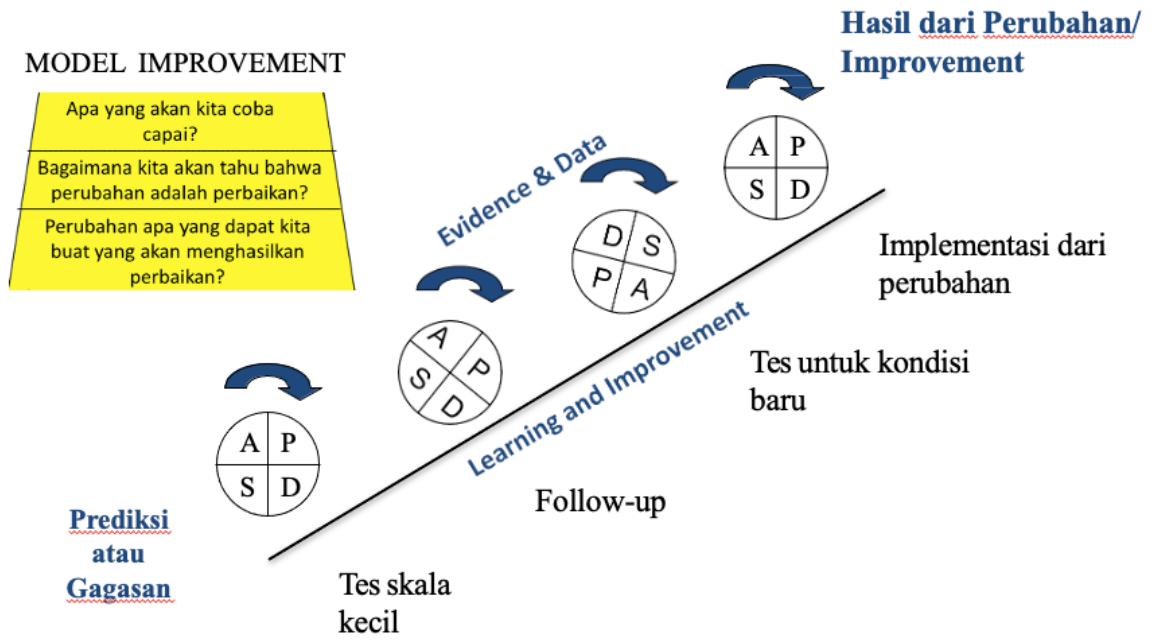 MODEL IMPROVEMENT
Apa yang akan kita coba
capai?
Bagaimana kita akan tahu bahwa
perubahan adalah perbaikan?
Perubahan apa yang dapat kita
buat yang akan menghasilkan
perbaikan?
Hasil dari Perubahan/
Improvement
Evidence & Data
A P
S D
D S
P A
A P
S D
A P
S D
Learning and Improvement
Implementasi dari
perubahan
Tes untuk kondisi
baru
Follow-up
Tes skala
kecil
Prediksi
atau
Gagasan